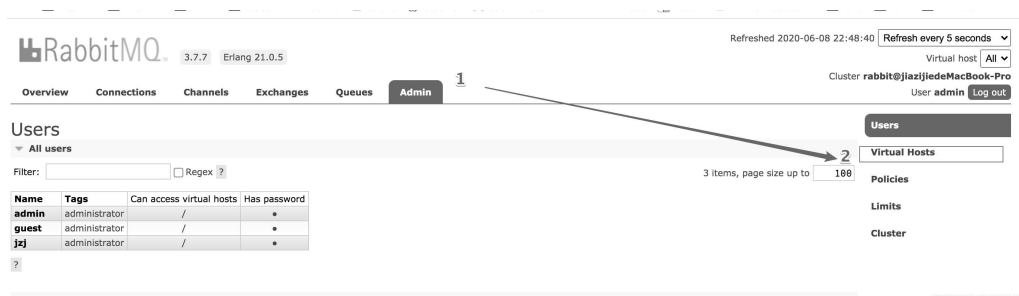 Refreshed 2020-06-08 22:48:40 Refresh every 5 seconds
RabbitMQ 3.7.7 Erlang 21.0.5
Virtual host All
Cluster rabbit@jiazijiedeMacBook-Pro
User admin Log out
Overview Connections Channels Exchanges Queues Admin 1
Users
Users
All users
2 Virtual Hosts
Filter: Regex ? 3 items, page size up to 100
Policies
Name Tags Can access virtual hosts Has password
Limits
admin administrator / •
guest administrator / •
Cluster
jzj administrator / •
?